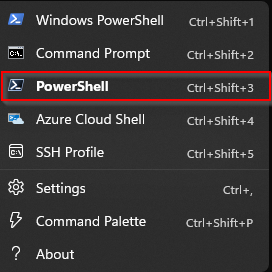 Windows PowerShell Ctrl+Shift+1
Command Prompt Ctrl+Shift+2
PowerShell Ctrl+Shift+3
Azure Cloud Shell Ctrl+Shift+4
SSH Profile Ctrl+Shift+5
Settings Ctrl+,
Command Palette Ctrl+Shift+P
About